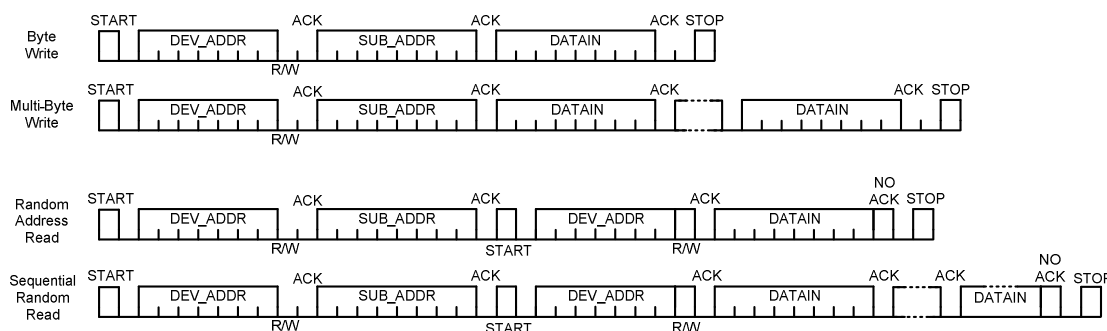 START ACK ACK ACK STOP
Byte Write DEV_ADDR SUB_ADDR DATAIN
R/W
START ACK ACK ACK ACK STOP
Multi-Byte Write DEV_ADDR SUB_ADDR DATAIN DATAIN
R/W
START ACK ACK ACK NO ACK STOP
Random Address Read DEV_ADDR SUB_ADDR DEV_ADDR DATAIN
R/W START R/W
START ACK ACK ACK ACK ACK NO ACK STOP
Sequential Random Read DEV_ADDR SUB_ADDR DEV_ADDR DATAIN DATAIN
R/W START R/W